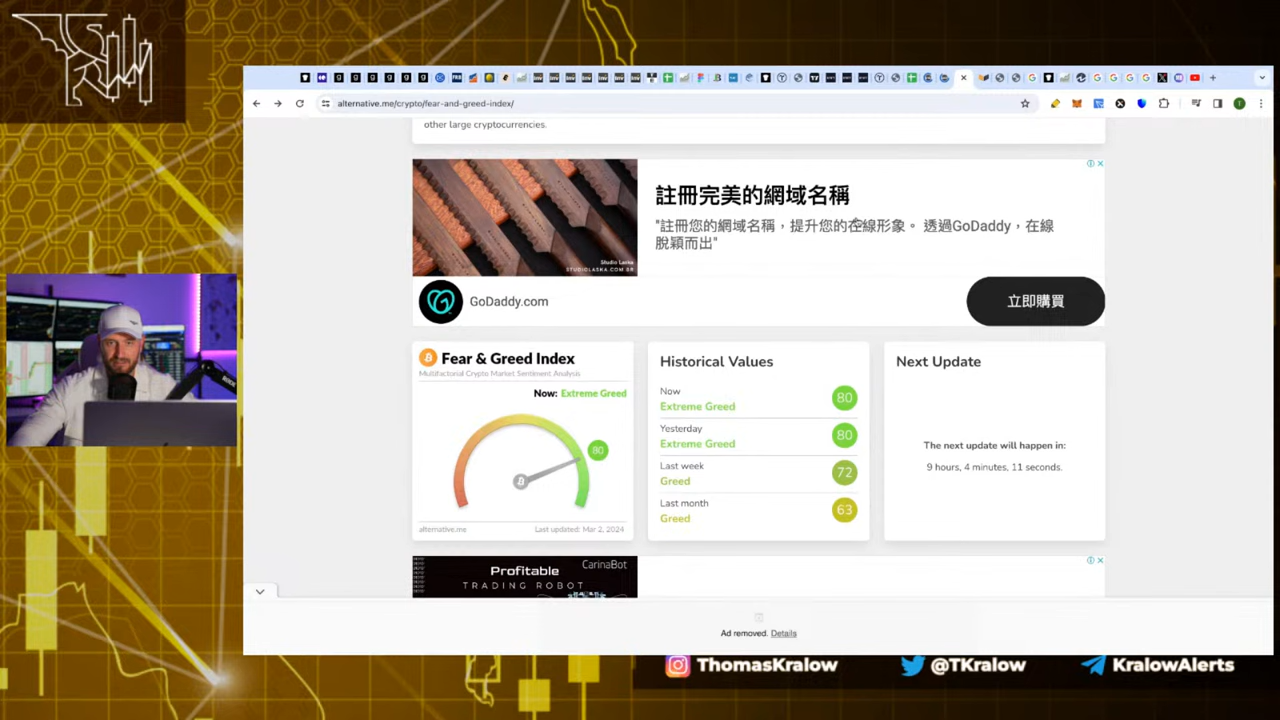 alternative.me/crypto/fear-and-greed-index/
other large cryptocurrencies.
註冊完美的網域名稱
"註冊您的網域名稱，提升您的在線形象。 透過GoDaddy，在線
脫穎而出"
Studio Laska
STUDIOLASKA.COM.BR
GoDaddy.com
立即購買
Fear & Greed Index
Multifactorial Crypto Market Sentiment Analysis
Now: Extreme Greed
80
alternative.me
Last updated: Mar 2, 2024
Historical Values
Now
Extreme Greed
80
Yesterday
Extreme Greed
80
Last week
Greed
72
Last month
Greed
63
Next Update
The next update will happen in:
9 hours, 4 minutes, 11 seconds.
Profitable
CarinaBot
TRADING ROBOT
Ad removed. Details
ThomasKralow
@TKralow
KralowAlerts